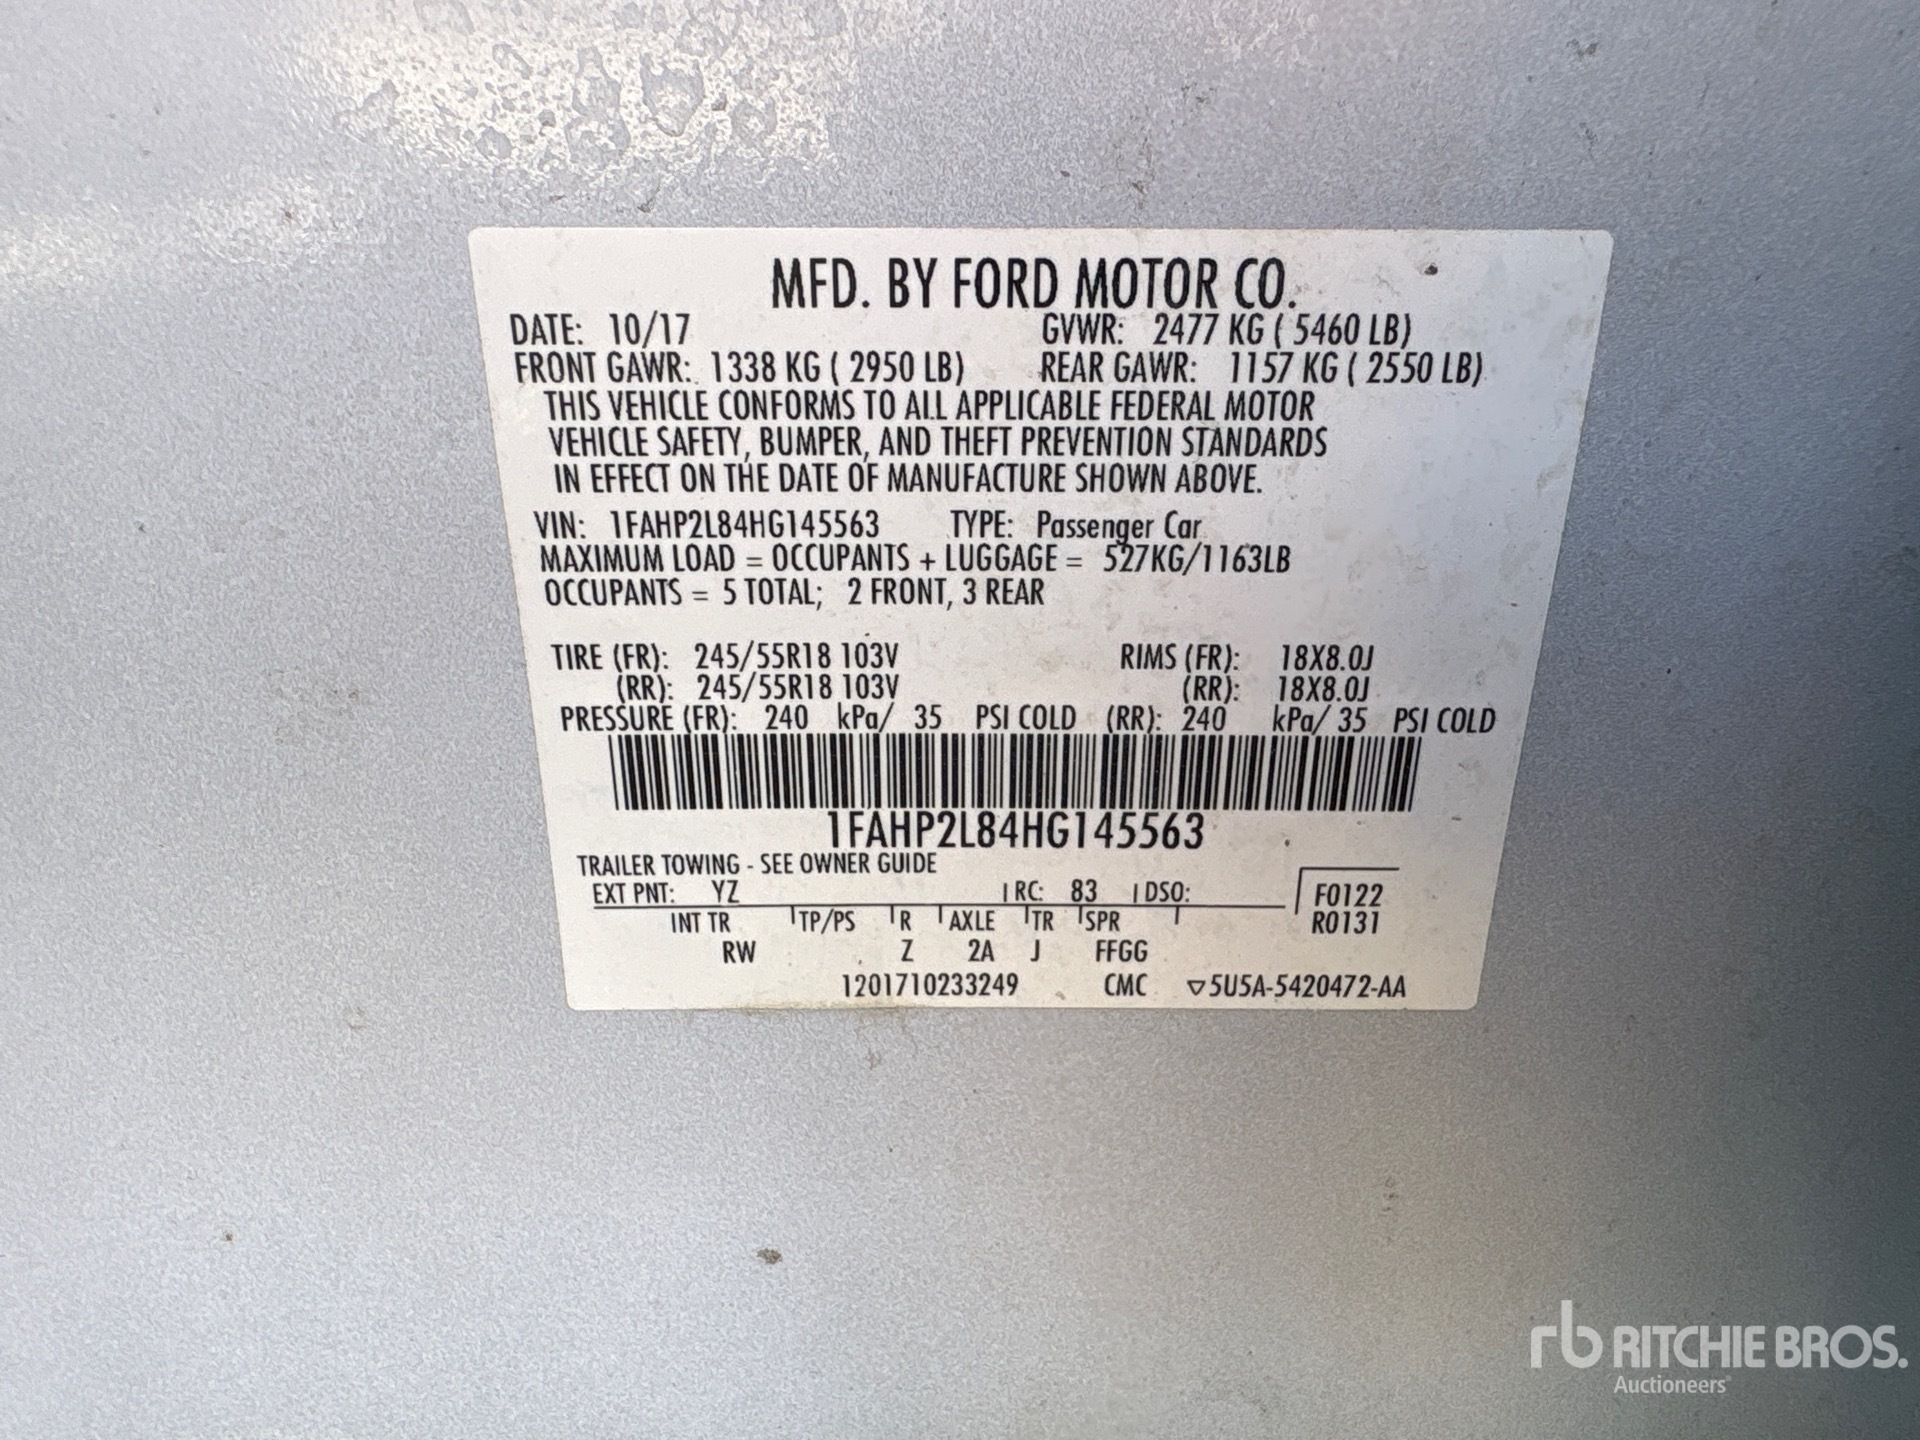 MFD. BY FORD MOTOR CO.
DATE: 10/17 GVWR: 2477 KG ( 5460 LB)
FRONT GAWR: 1338 KG ( 2950 LB) REAR GAWR: 1157 KG ( 2550 LB)
THIS VEHICLE CONFORMS TO ALL APPLICABLE FEDERAL MOTOR
VEHICLE SAFETY, BUMPER, AND THEFT PREVENTION STANDARDS
IN EFFECT ON THE DATE OF MANUFACTURE SHOWN ABOVE.
VIN: 1FAHP2L84HG145563 TYPE: Passenger Car
MAXIMUM LOAD = OCCUPANTS + LUGGAGE = 527KG/1163LB
OCCUPANTS = 5 TOTAL; 2 FRONT, 3 REAR
TIRE (FR): 245/55R18 103V RIMS (FR): 18X8.0J
(RR): 245/55R18 103V (RR): 18X8.0J
PRESSURE (FR): 240 kPa/ 35 PSI COLD (RR): 240 kPa/ 35 PSI COLD
1FAHP2L84HG145563
TRAILER TOWING - SEE OWNER GUIDE
EXT PNT: YZ RC: 83 DSO: F0122
INT TR TP/PS R AXLE TR SPR R0131
RW Z 2A J FFGG
1201710233249 CMC ▽5U5A-5420472-AA
rb RITCHIE BROS.
Auctioneers